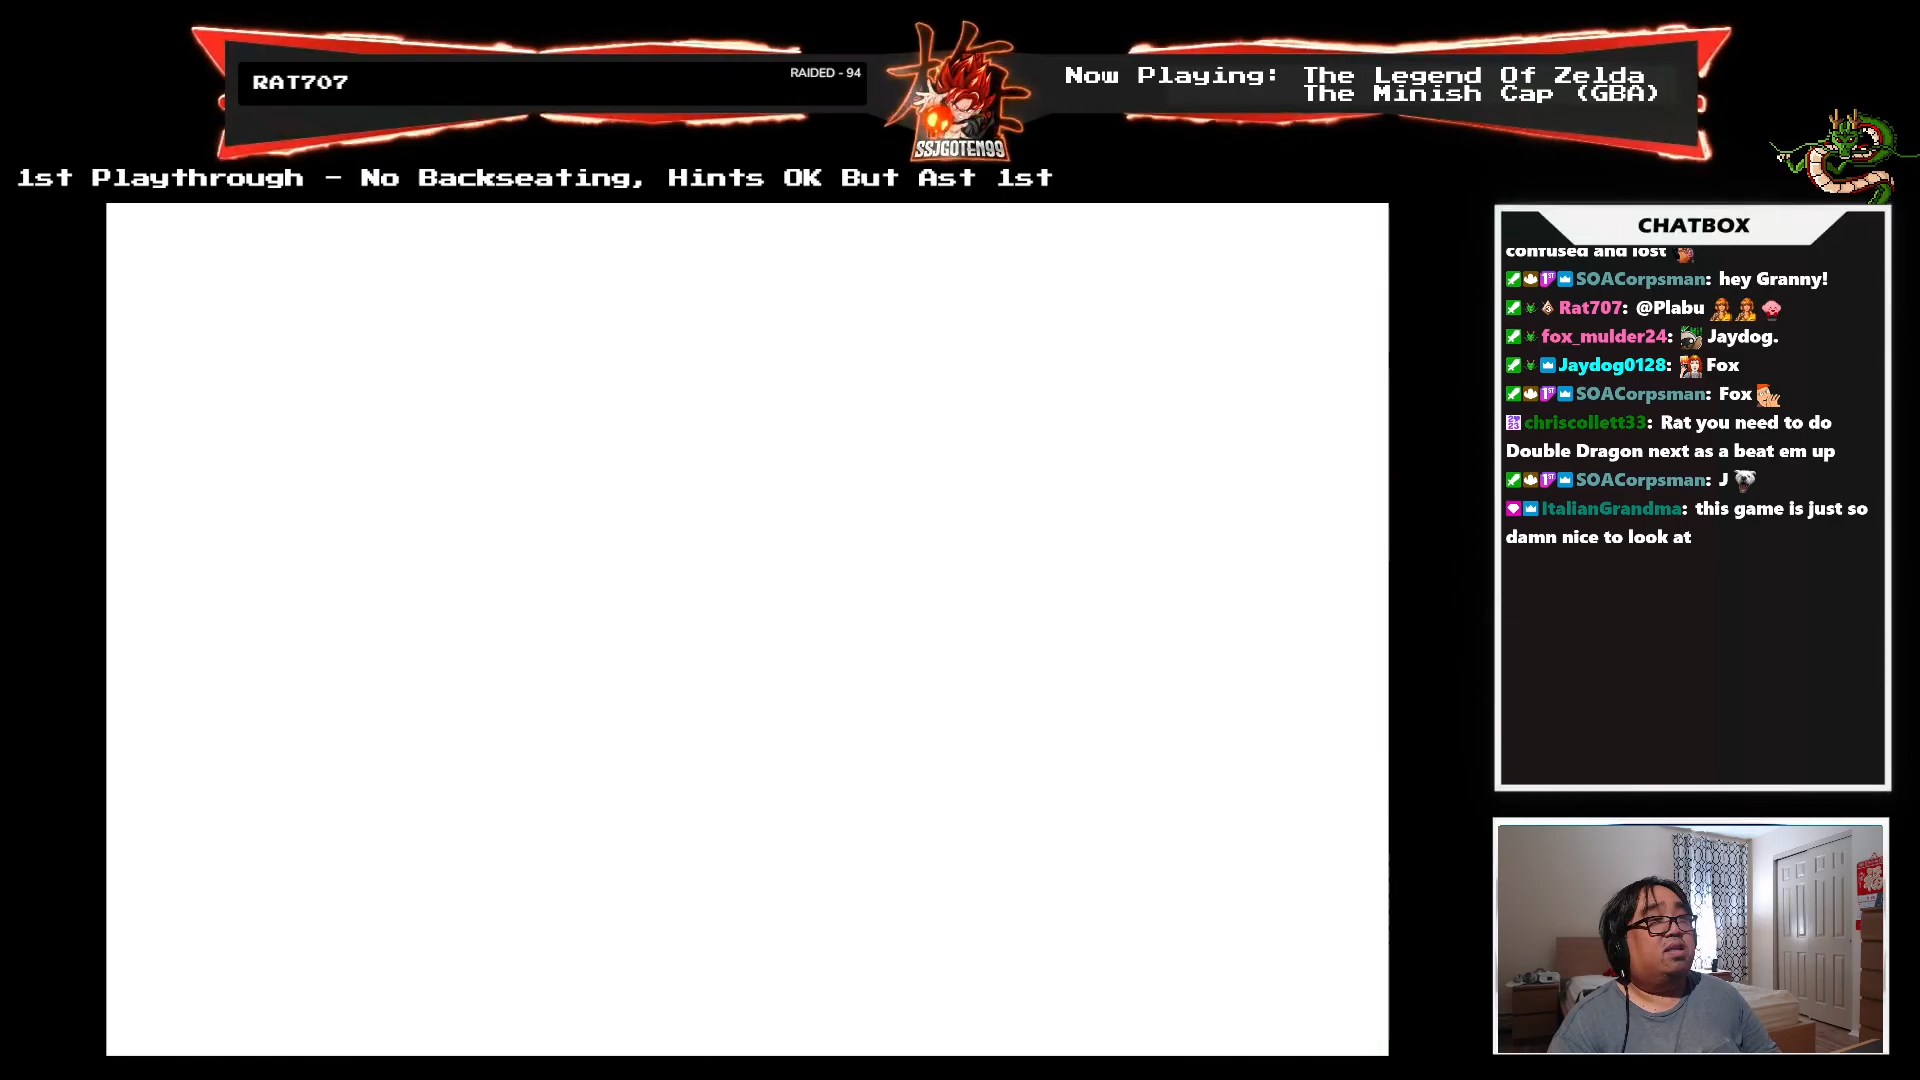 RAT707
RAIDED - 94
SSJGOTEN99
Now Playing: The Legend Of Zelda
The Minish Cap (GBA)
1st Playthrough - No Backseating, Hints OK But Ast 1st
CHATBOX
confused and lost
SOACorpsman: hey Granny!
Rat707: @Plabu
fox_mulder24: Jaydog.
Jaydog0128: Fox
SOACorpsman: Fox
chriscollett33: Rat you need to do
Double Dragon next as a beat em up
SOACorpsman: J
ItalianGrandma: this game is just so
damn nice to look at